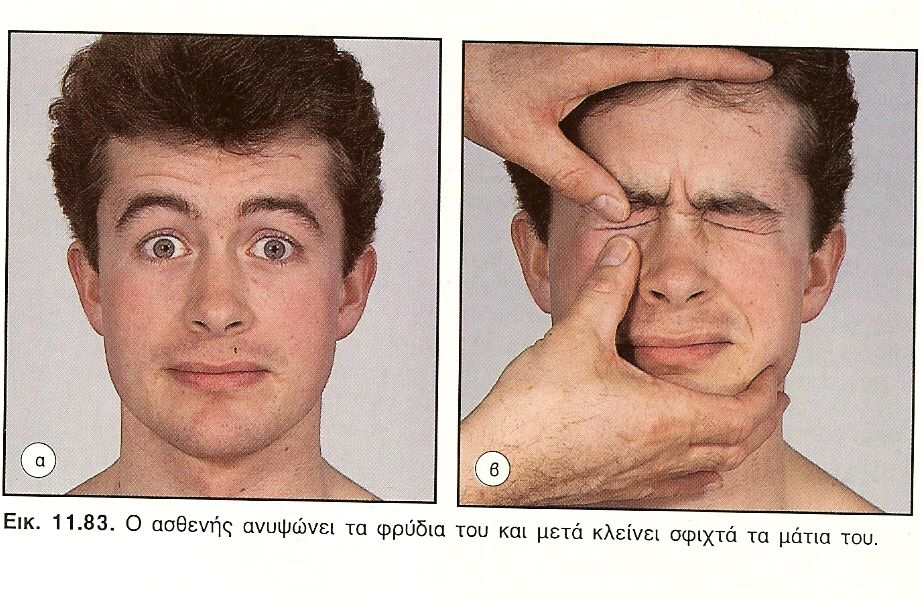 α
β
Εικ. 11.83. Ο ασθενής ανυψώνει τα φρύδια του και μετά κλείνει σφιχτά τα μάτια του.